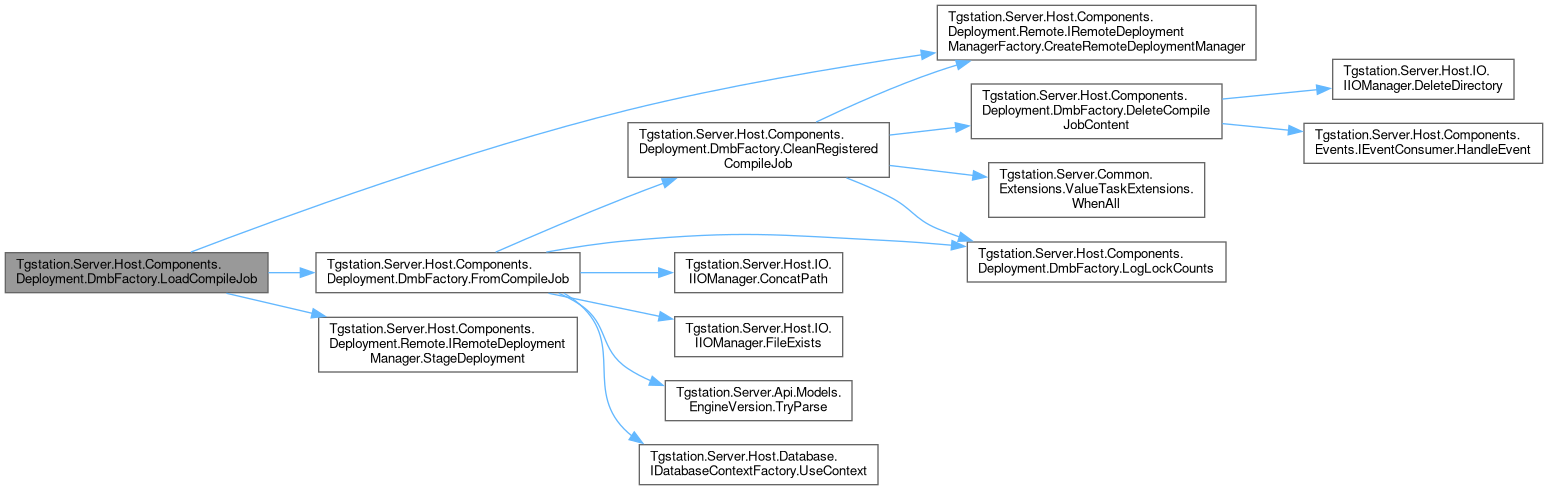 Tgstation.Server.Host.Components.
Deployment.DmbFactory.LoadCompileJob
Tgstation.Server.Host.Components.
Deployment.Remote.IRemoteDeployment
ManagerFactory.CreateRemoteDeploymentManager
Tgstation.Server.Host.Components.
Deployment.DmbFactory.FromCompileJob
Tgstation.Server.Host.Components.
Deployment.Remote.IRemoteDeployment
Manager.StageDeployment
Tgstation.Server.Host.Components.
Deployment.DmbFactory.CleanRegistered
CompileJob
Tgstation.Server.Host.Components.
Deployment.DmbFactory.DeleteCompile
JobContent
Tgstation.Server.Host.IO.
IIOManager.DeleteDirectory
Tgstation.Server.Host.Components.
Events.IEventConsumer.HandleEvent
Tgstation.Server.Common.
Extensions.ValueTaskExtensions.
WhenAll
Tgstation.Server.Host.Components.
Deployment.DmbFactory.LogLockCounts
Tgstation.Server.Host.IO.
IIOManager.ConcatPath
Tgstation.Server.Host.IO.
IIOManager.FileExists
Tgstation.Server.Api.Models.
EngineVersion.TryParse
Tgstation.Server.Host.Database.
IDatabaseContextFactory.UseContext